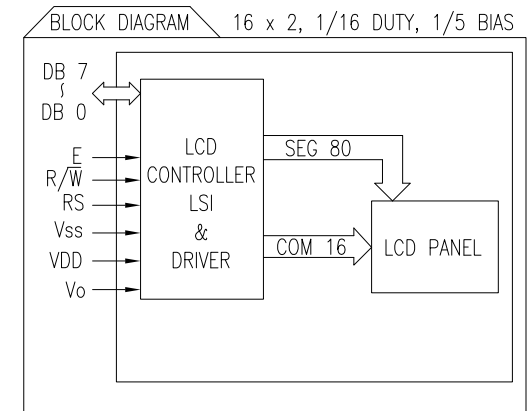 BLOCK DIAGRAM 16 x 2, 1/16 DUTY, 1/5 BIAS
DB 7
~
DB 0
E
R/W̅
RS
Vss
VDD
Vo
LCD
CONTROLLER
LSI
&
DRIVER
SEG 80
COM 16
LCD PANEL